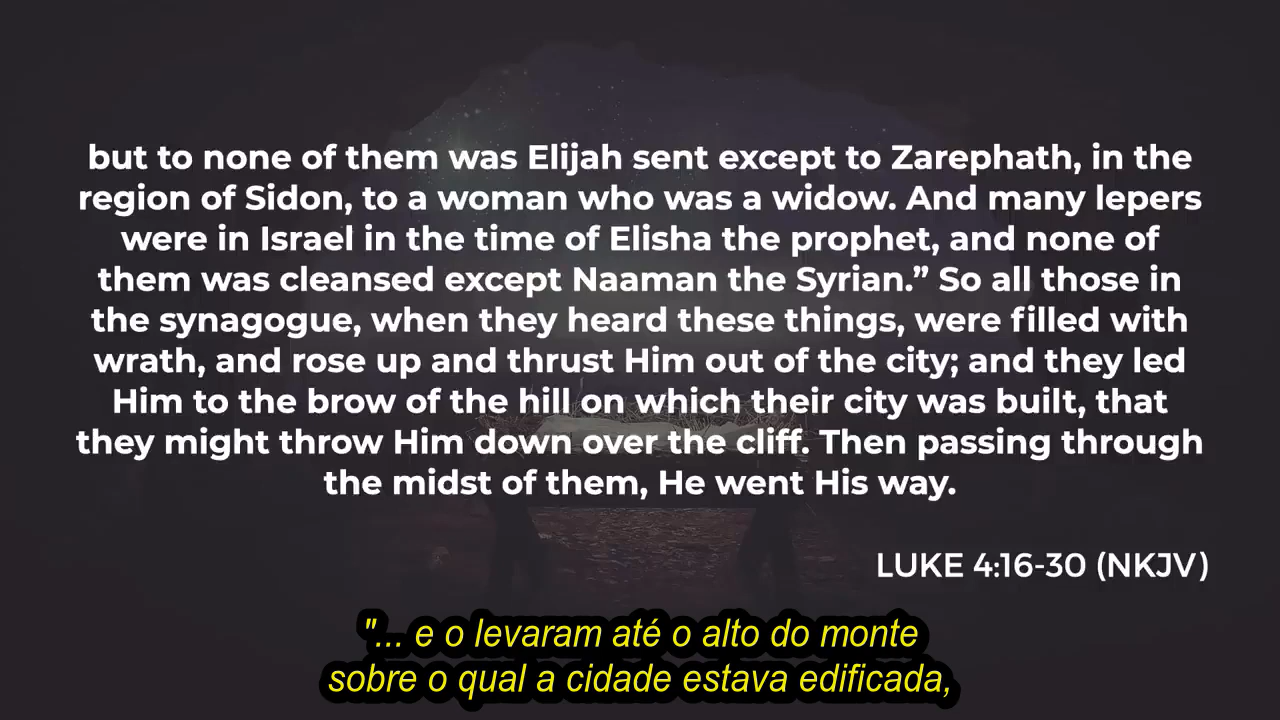 but to none of them was Elijah sent except to Zarephath, in the
region of Sidon, to a woman who was a widow. And many lepers
were in Israel in the time of Elisha the prophet, and none of
them was cleansed except Naaman the Syrian.” So all those in
the synagogue, when they heard these things, were filled with
wrath, and rose up and thrust Him out of the city; and they led
Him to the brow of the hill on which their city was built, that
they might throw Him down over the cliff. Then passing through
the midst of them, He went His way.
LUKE 4:16-30 (NKJV)
"... e o levaram até o alto do monte
sobre o qual a cidade estava edificada,